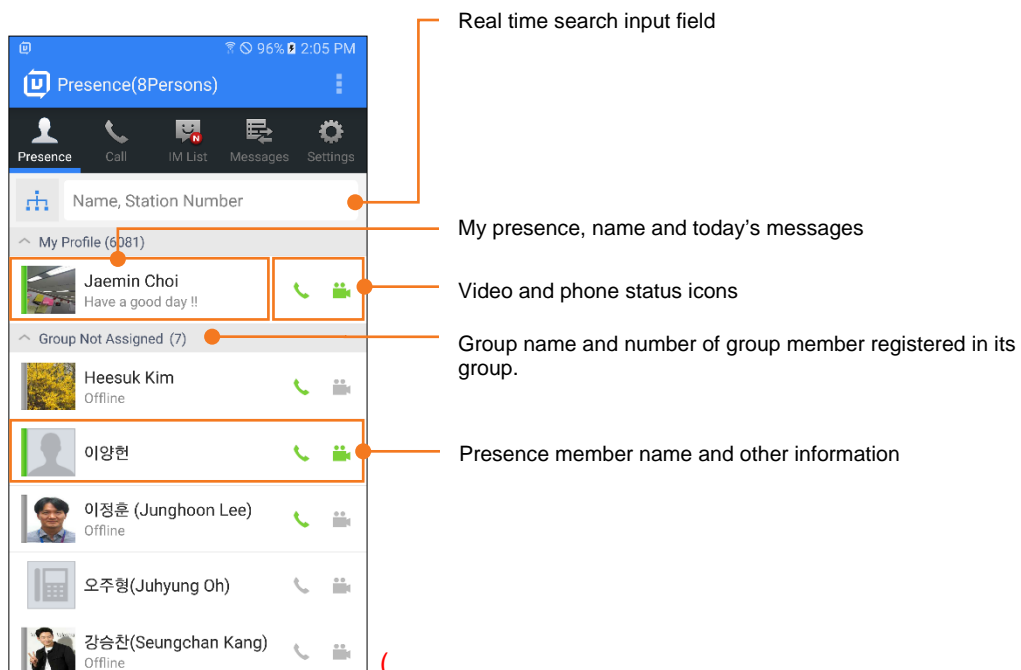 Real time search input field
96% 2:05 PM
Presence(8Persons)
Presence Call IM List Messages Settings
Name, Station Number
My Profile (6081)
My presence, name and today's messages
Jaemin Choi
Have a good day !!
Video and phone status icons
Group Not Assigned (7)
Group name and number of group member registered in its
group.
Heesuk Kim
Offline
이양헌
Presence member name and other information
이정훈 (Junghoon Lee)
Offline
오주형(Juhyung Oh)
강승찬(Seungchan Kang)
Offline
(